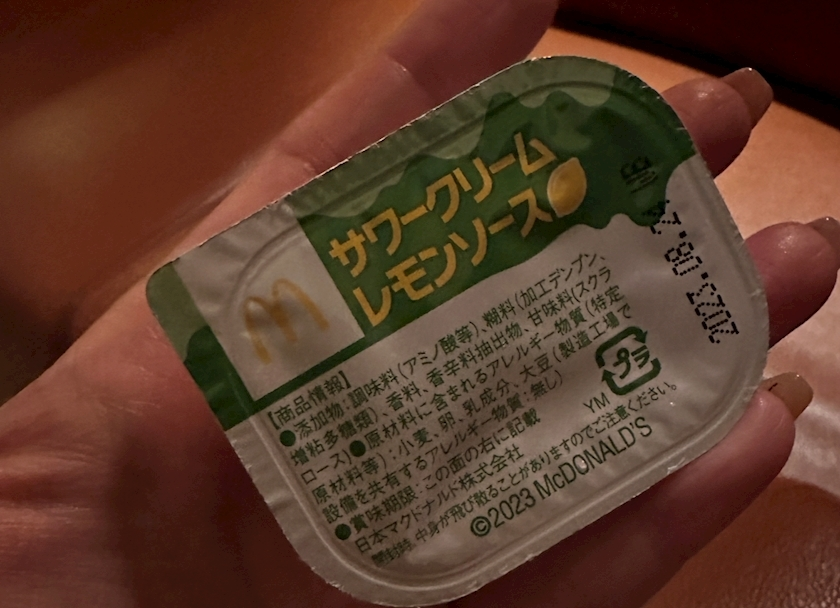 サワークリーム
レモンソース
【商品情報】
●添加物:調味料(アミノ酸等)、糊料(加工デンプン、
増粘多糖類)、香料、香辛料抽出物、甘味料(スクラ
ロース)●原材料に含まれるアレルギー物質(特定
原材料等):小麦、卵、乳成分、大豆(製造工場で
設備を共有するアレルギー物質:無し)
●賞味期限:この面の右に記載
日本マクドナルド株式会社
開封時、中身が飛び散ることがありますのでご注意ください。
©2023 McDONALD'S
YM
プラ
2023.08.